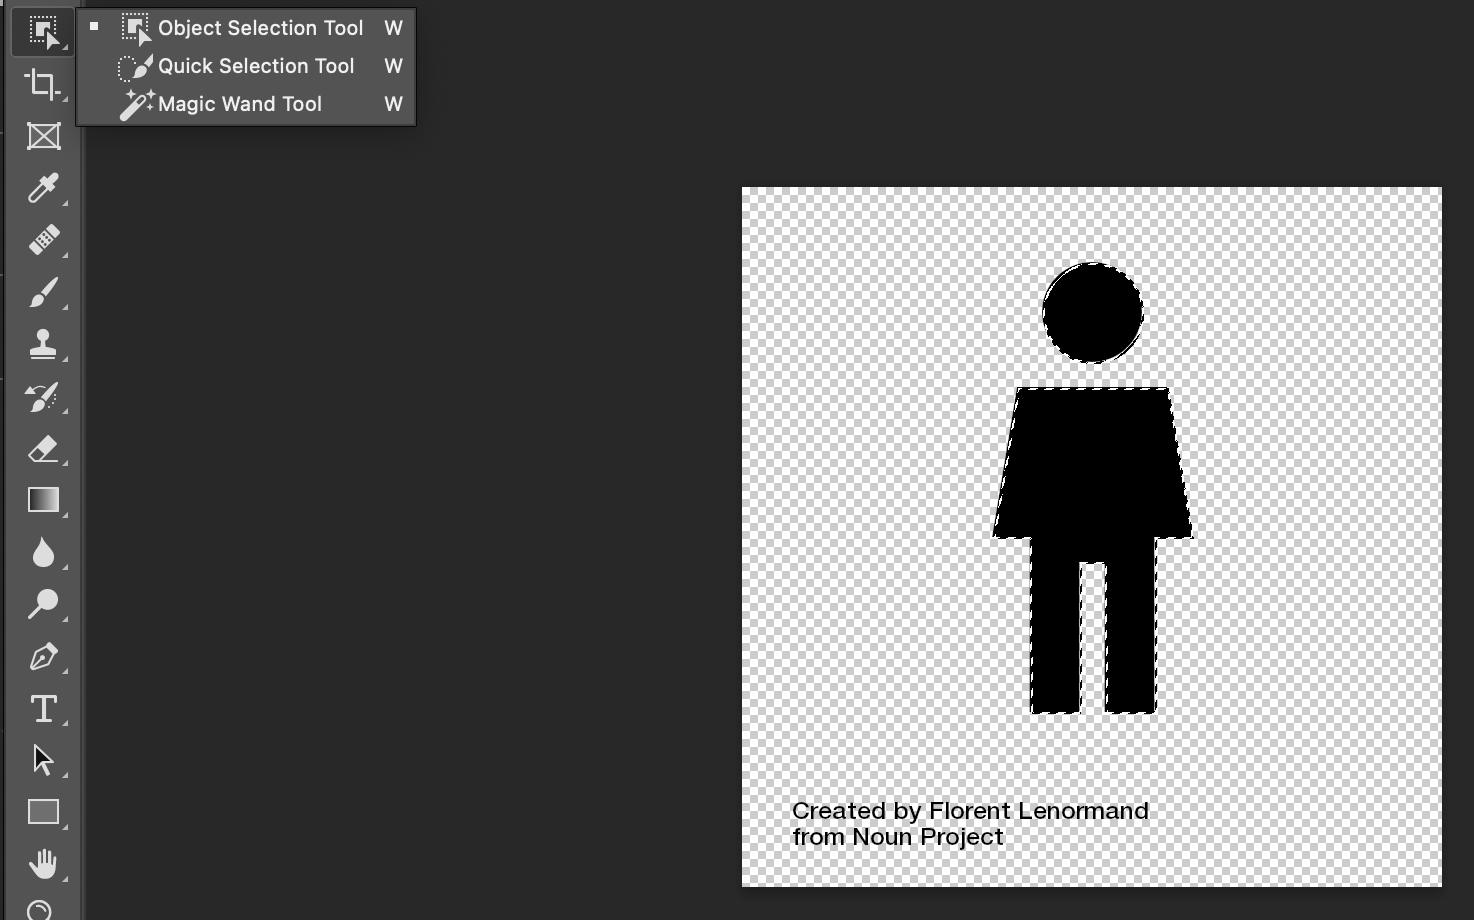 Object Selection Tool W
Quick Selection Tool W
Magic Wand Tool W
T
Created by Florent Lenormand
from Noun Project